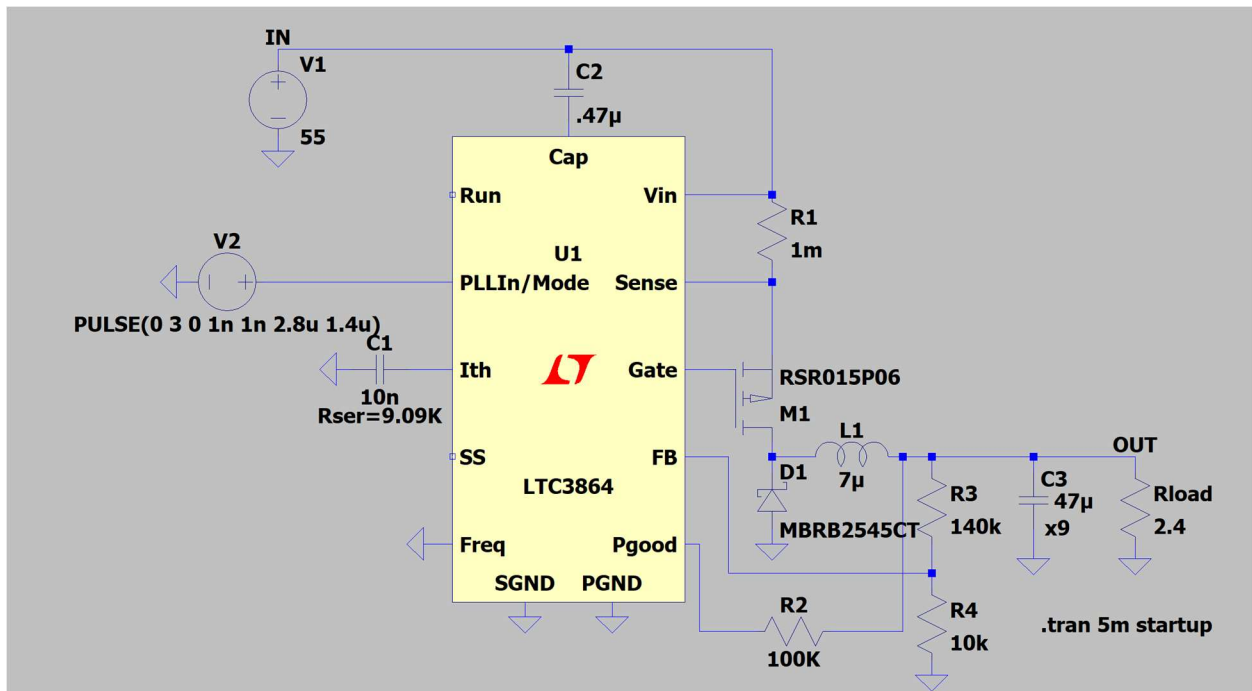 IN
V1
55
C2
.47µ
Cap
Run
Vin
R1
1m
V2
U1
PLLIn/Mode
Sense
PULSE(0 3 0 1n 1n 2.8u 1.4u)
C1
Ith
Gate
RSR015P06
10n
Rser=9.09K
M1
L1
OUT
SS
FB
D1
7µ
C3
LTC3864
R3
47µ
Rload
MBRB2545CT
140k
x9
2.4
Freq
Pgood
SGND
PGND
R2
R4
.tran 5m startup
100K
10k